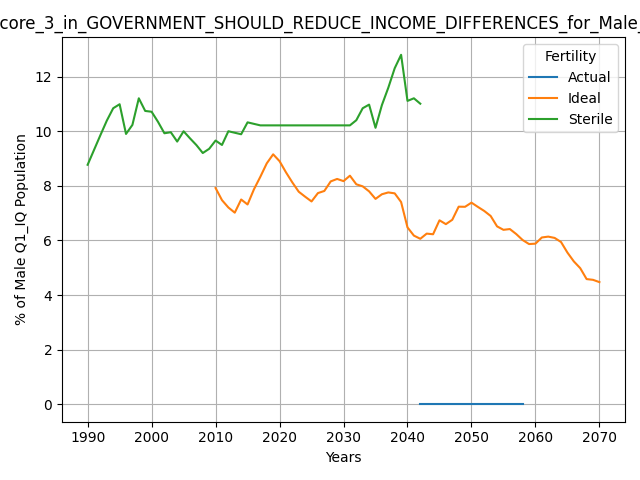 core_3_in_GOVERNMENT_SHOULD_REDUCE_INCOME_DIFFERENCES_for_Male_
Fertility
Actual
Ideal
Sterile
% of Male Q1_IQ Population
12
10
8
6
4
2
0
1990 2000 2010 2020 2030 2040 2050 2060 2070
Years